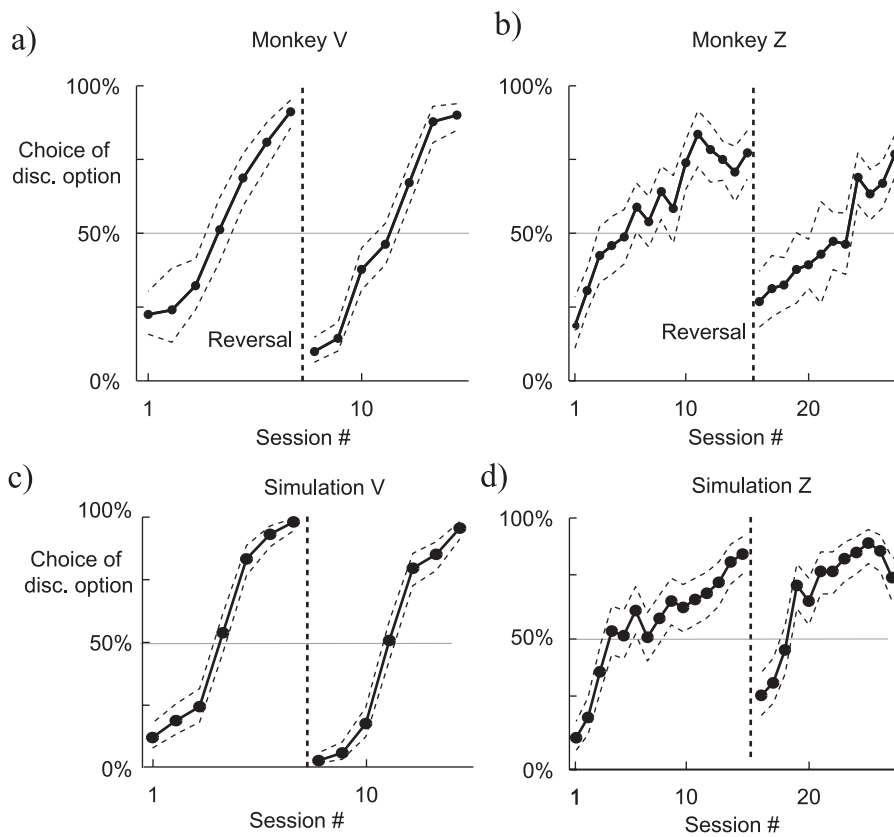 a)
Monkey V
100%
Choice of
disc. option
50%
Reversal
0%
1
10
Session #
b)
Monkey Z
100%
50%
Reversal
0%
1
10
20
Session #
c)
Simulation V
100%
Choice of
disc. option
50%
0%
1
10
Session #
d)
Simulation Z
100%
50%
0%
1
10
20
Session #